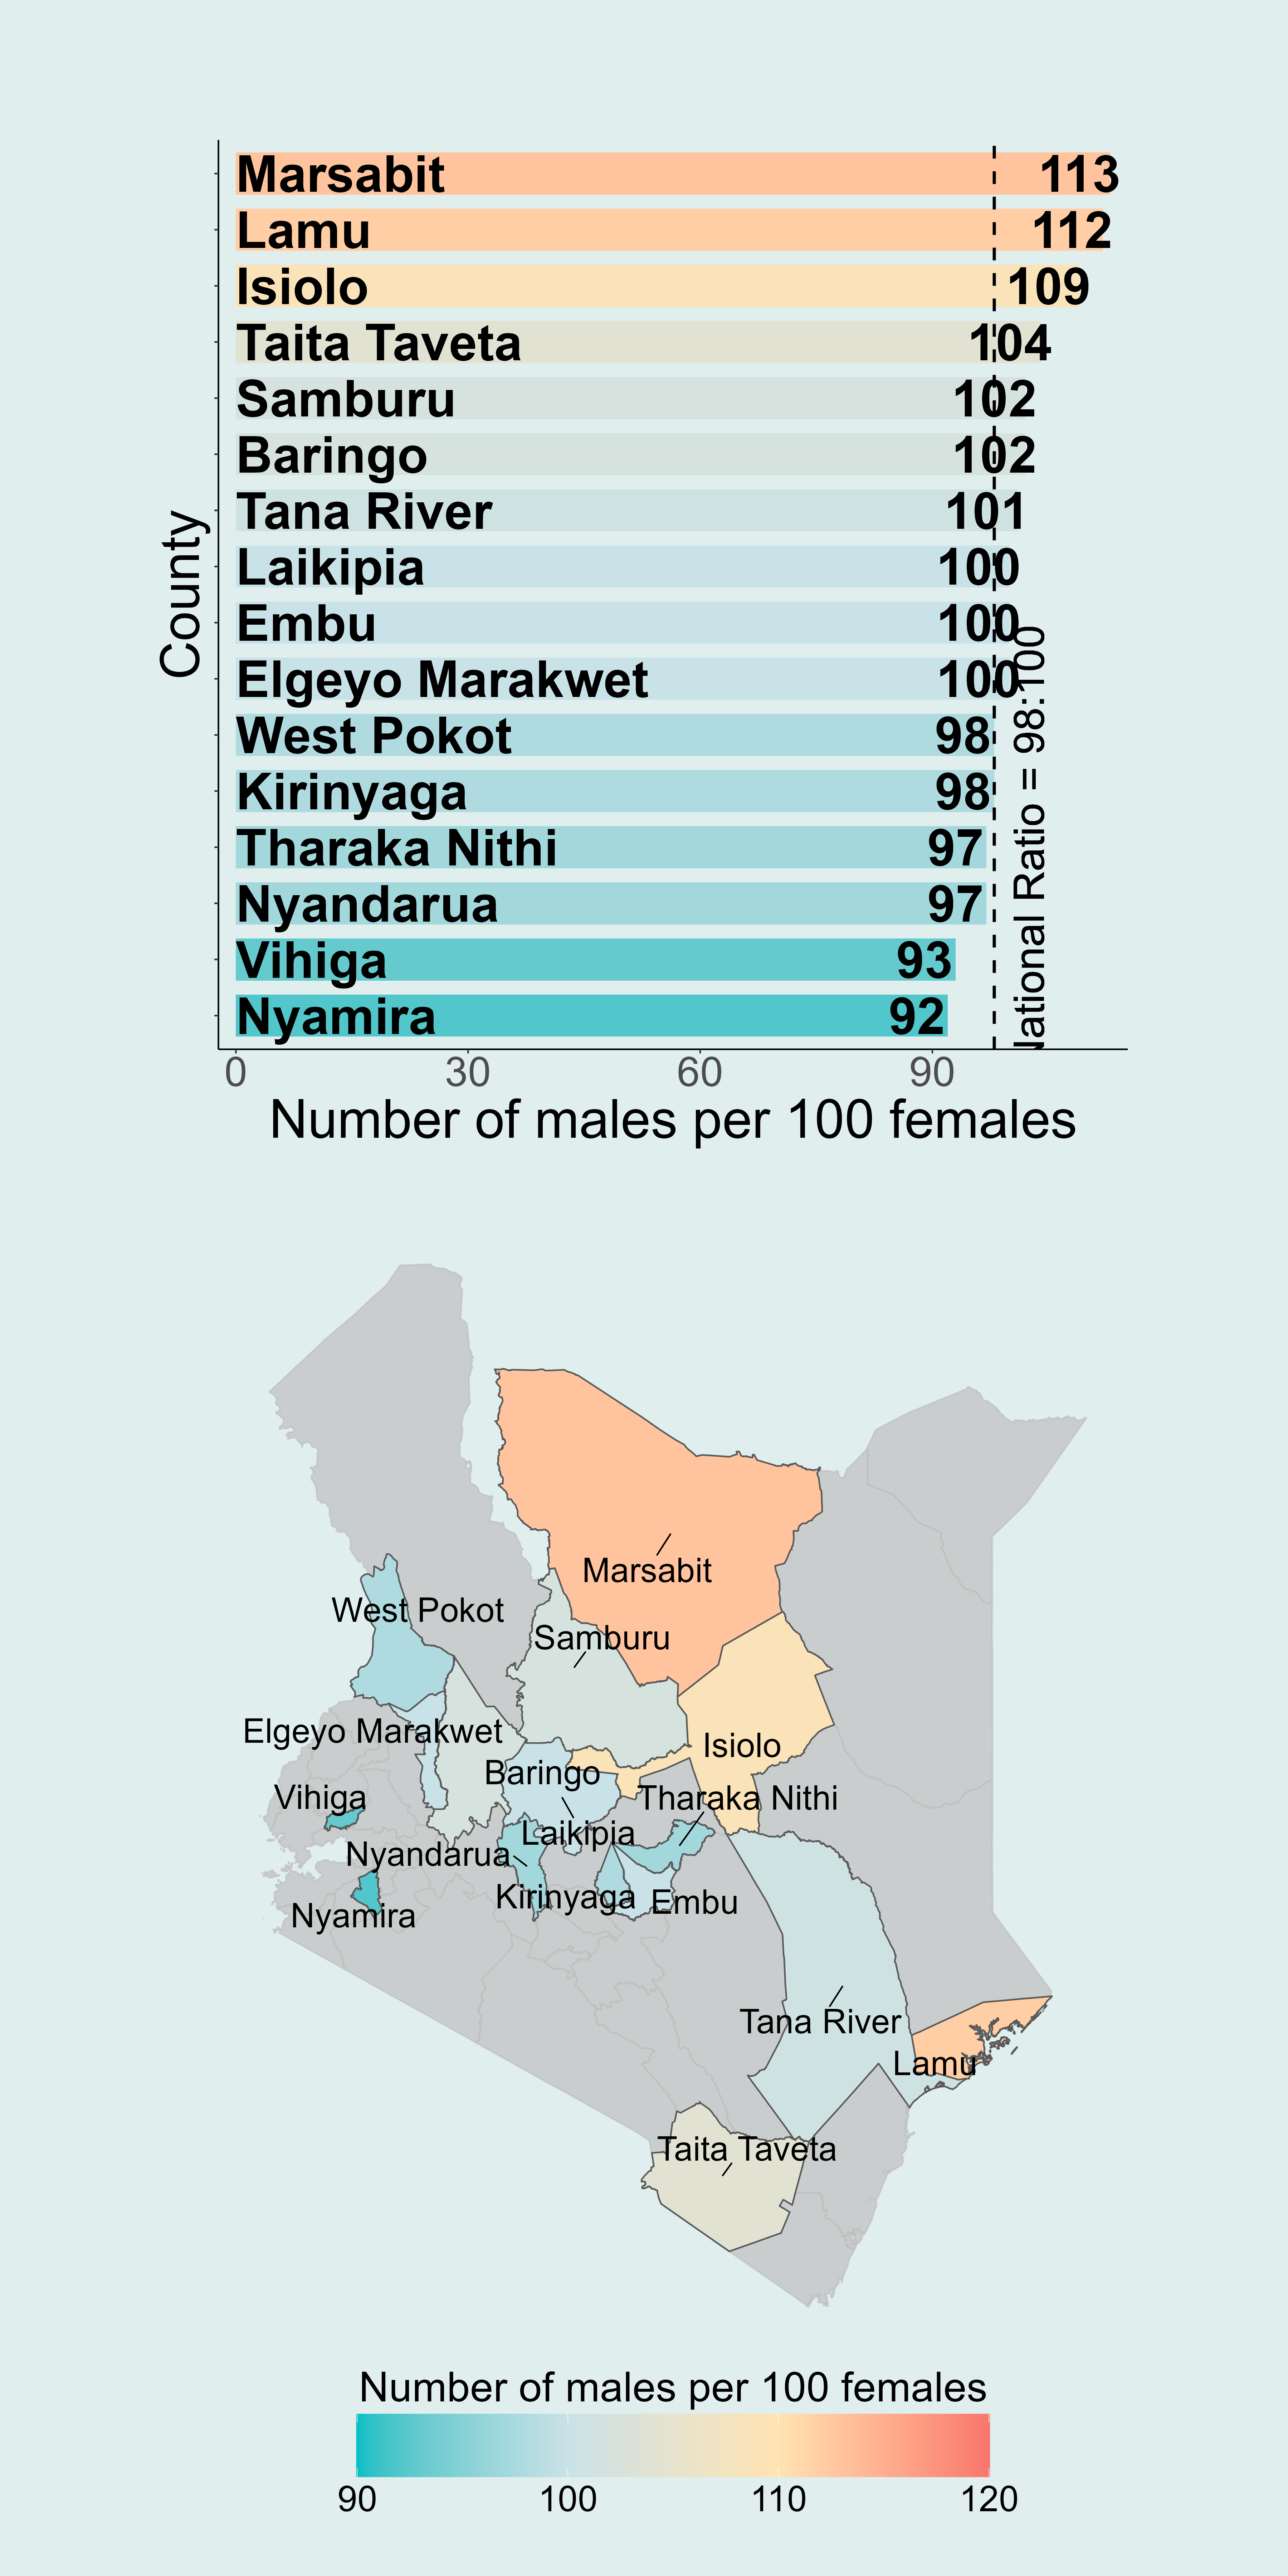 Marsabit 113
Lamu 112
Isiolo 109
Taita Taveta 104
Samburu 102
Baringo 102
Tana River 101
Laikipia 100
Embu 100
Elgeyo Marakwet 100
West Pokot 98
Kirinyaga 98
Tharaka Nithi 97
Nyandarua 97
Vihiga 93
Nyamira 92
County
National Ratio = 98:100
0 30 60 90
Number of males per 100 females
Marsabit
West Pokot
Samburu
Elgeyo Marakwet
Isiolo
Baringo
Vihiga
Tharaka Nithi
Laikipia
Nyandarua
Kirinyaga
Embu
Nyamira
Tana River
Lamu
Taita Taveta
Number of males per 100 females
90 100 110 120